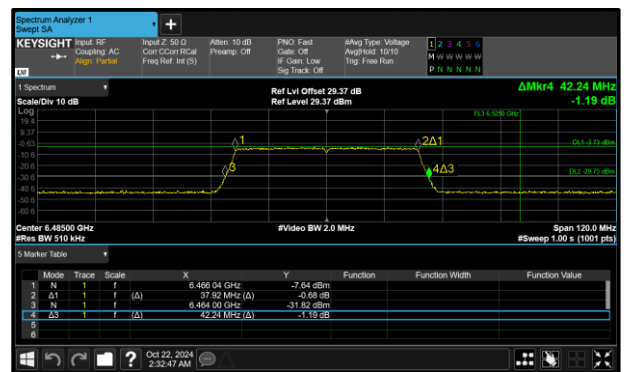 Spectrum Analyzer 1
Swept SA
+
KEYSIGHT Input: RF Input Z: 50 Ω Atten: 10 dB PNO: Fast #Avg Type: Voltage 1 2 3 4 5 6
Coupling: AC Corr CCorr RCal Preamp: Off Gate: Off Avg|Hold: 10/10 M W W W W W
Align: Partial Freq Ref: Int (S) IF Gain: Low Trig: Free Run
Sig Track: Off P N N N N N
LXI
1 Spectrum Ref Lvl Offset 29.37 dB ΔMkr4 42.24 MHz
Scale/Div 10 dB Ref Level 29.37 dBm -1.19 dB
Log
FL3 6.5250 GHz
19.4
9.37
-0.63 1 2Δ1 DL1 -3.73 dBm
-10.6
-20.6 3 4Δ3 DL2 -29.73 dBm
-30.6
-40.6
-50.6
-60.6
Center 6.48500 GHz #Video BW 2.0 MHz Span 120.0 MHz
#Res BW 510 kHz #Sweep 1.00 s (1001 pts)
5 Marker Table
Mode Trace Scale X Y Function Function Width Function Value
1 N 1 f 6.466 04 GHz -7.64 dBm
2 Δ1 1 f (Δ) 37.92 MHz (Δ) -0.68 dB
3 N 1 f 6.464 00 GHz -31.82 dBm
4 Δ3 1 f (Δ) 42.24 MHz (Δ) -1.19 dB
5
6
? Oct 22, 2024
2:32:47 AM